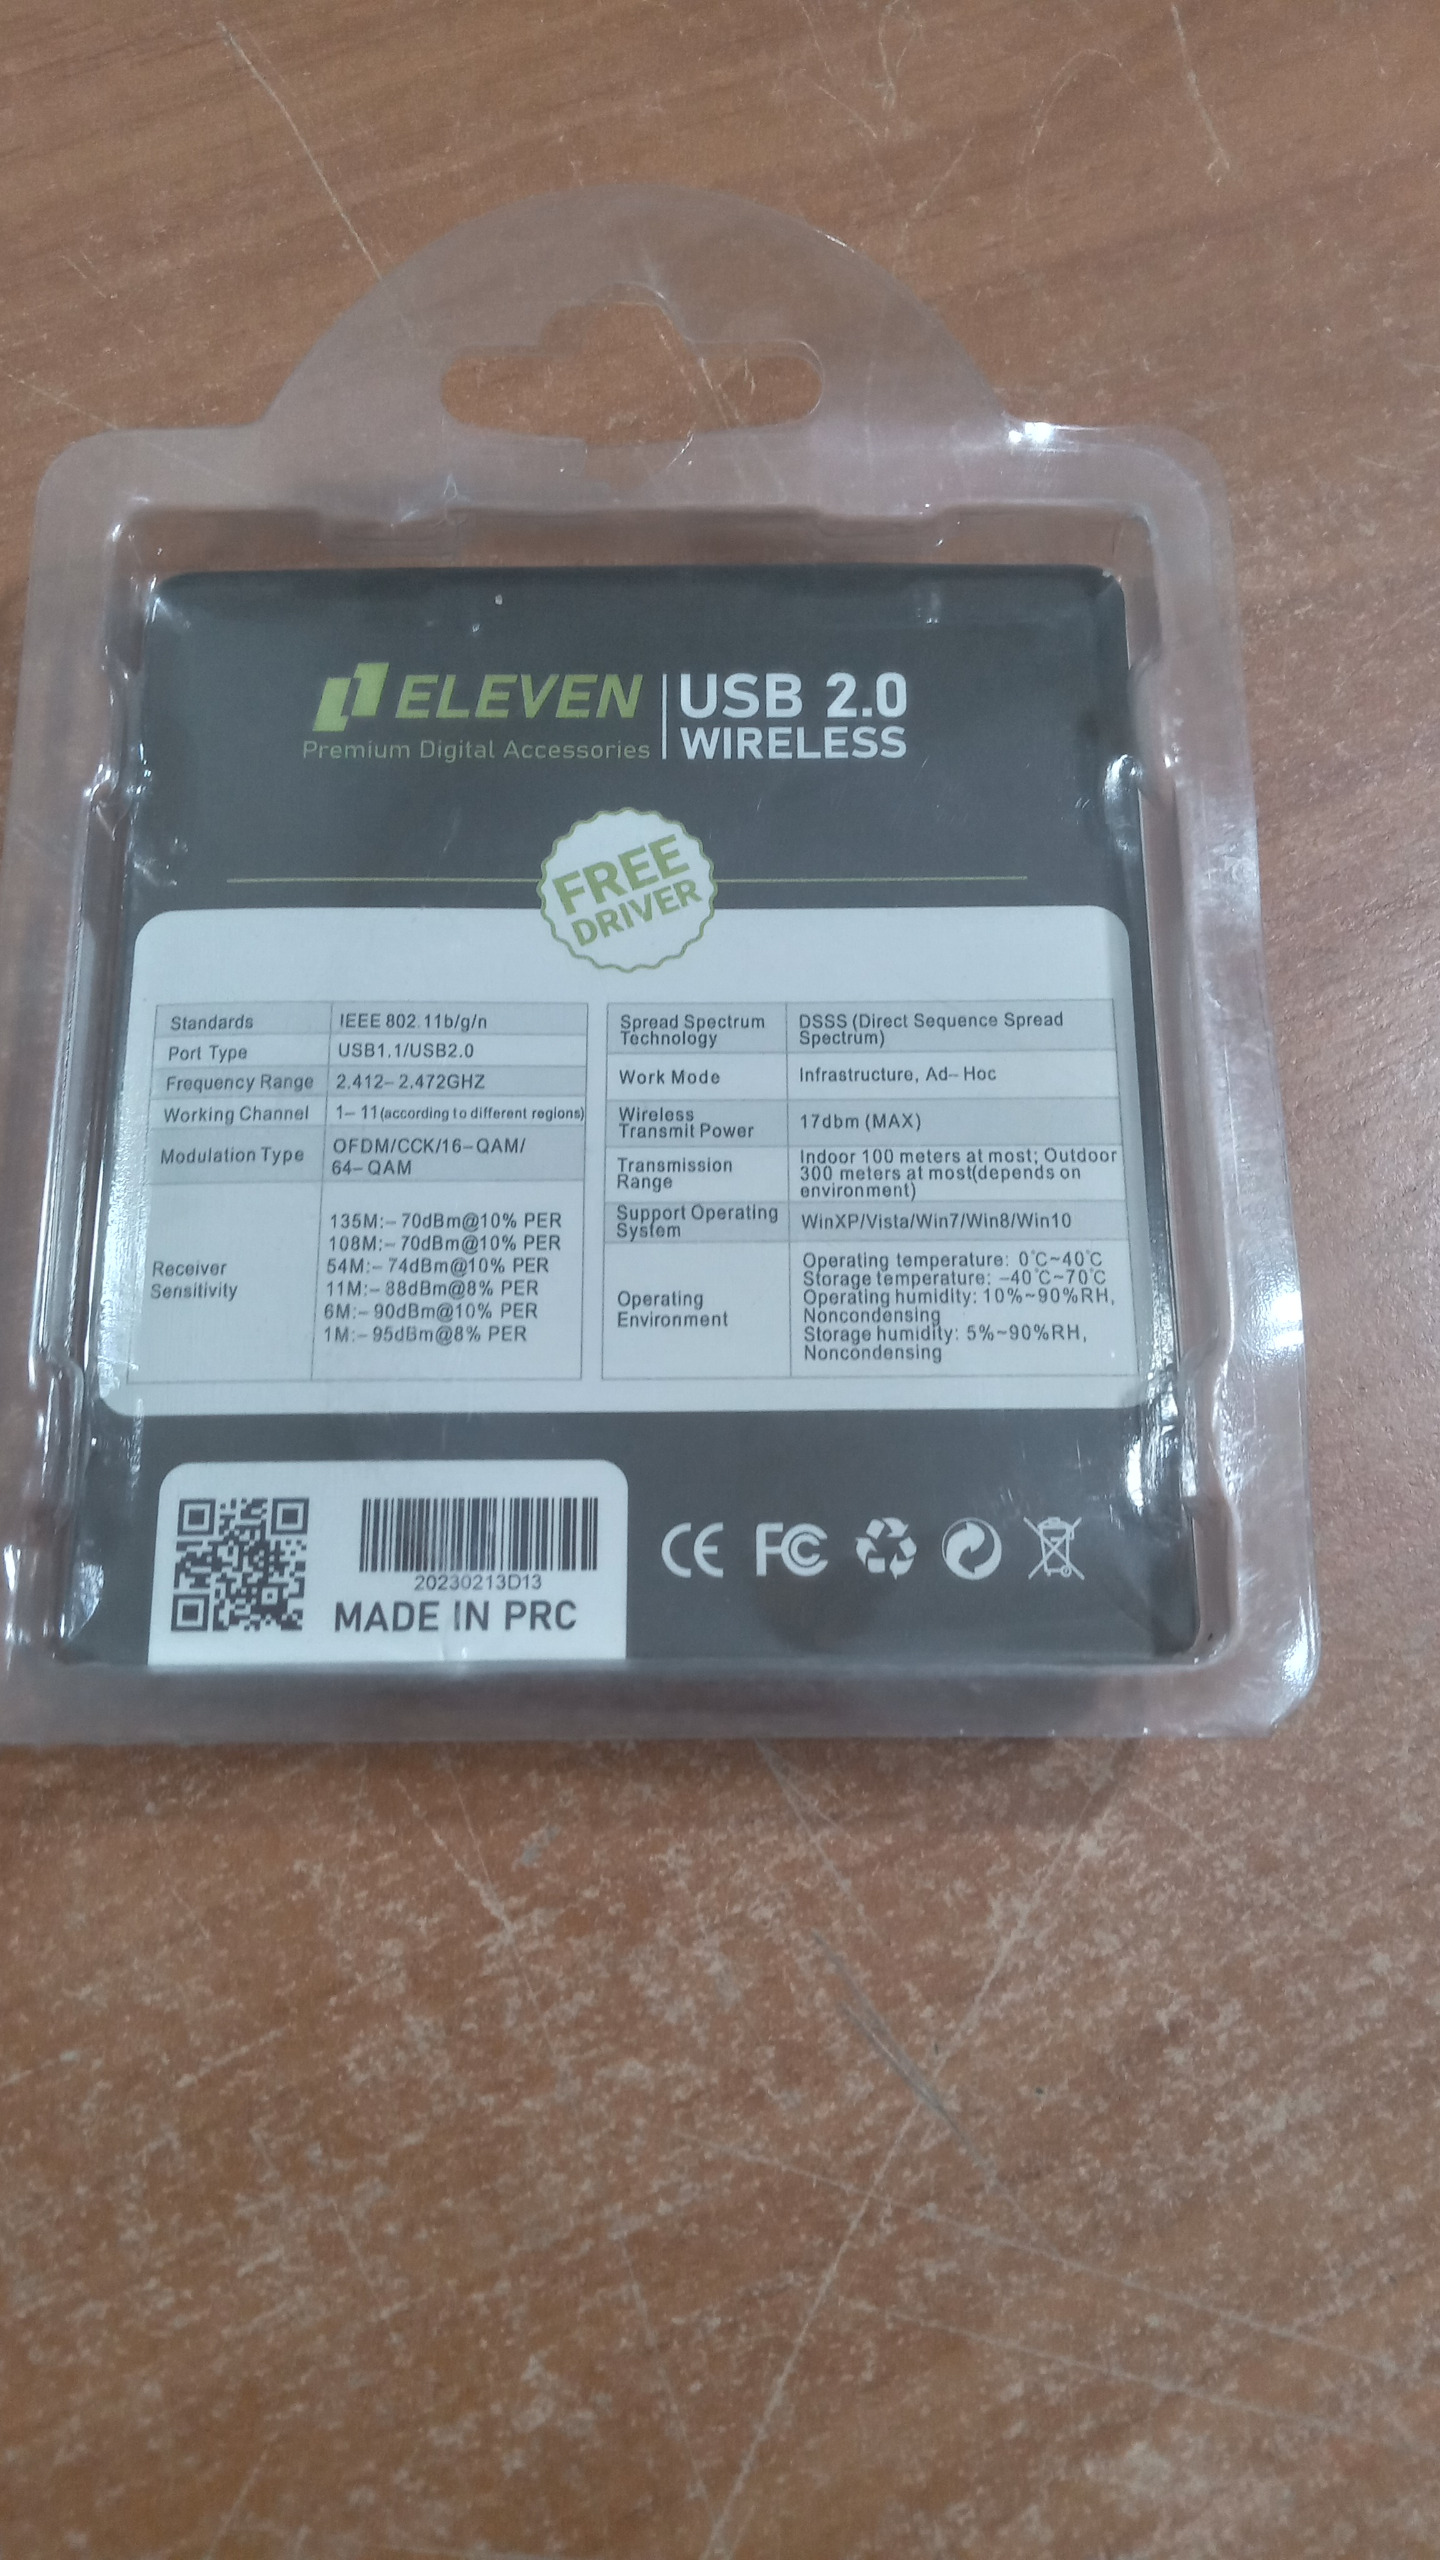 ELEVEN
Premium Digital Accessories
USB 2.0
WIRELESS
FREE
DRIVER
Standards IEEE 802.11b/g/n
Port Type USB1.1/USB2.0
Frequency Range 2.412-2.472GHZ
Working Channel 1-11(according to different regions)
Modulation Type OFDM/CCK/16-QAM/
64-QAM
Receiver
Sensitivity
135M:-70dBm@10% PER
108M:-70dBm@10% PER
54M:-74dBm@10% PER
11M:-88dBm@8% PER
6M:-90dBm@10% PER
1M:-95dBm@8% PER
Spread Spectrum
Technology
DSSS (Direct Sequence Spread
Spectrum)
Work Mode Infrastructure, Ad-Hoc
Wireless
Transmit Power
17dbm (MAX)
Transmission
Range
Indoor 100 meters at most; Outdoor
300 meters at most(depends on
environment)
Support Operating
System
WinXP/Vista/Win7/Win8/Win10
Operating
Environment
Operating temperature: 0°C~40°C
Storage temperature: -40°C~70°C
Operating humidity: 10%~90%RH,
Noncondensing
Storage humidity: 5%~90%RH,
Noncondensing
20230213D13
MADE IN PRC
CE FC